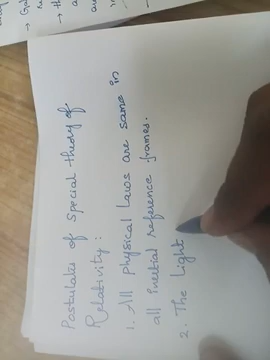 Postulates of Special theory of
Relativity:
1. All Physical Laws are same in
all inertial reference frames.
2. The Light